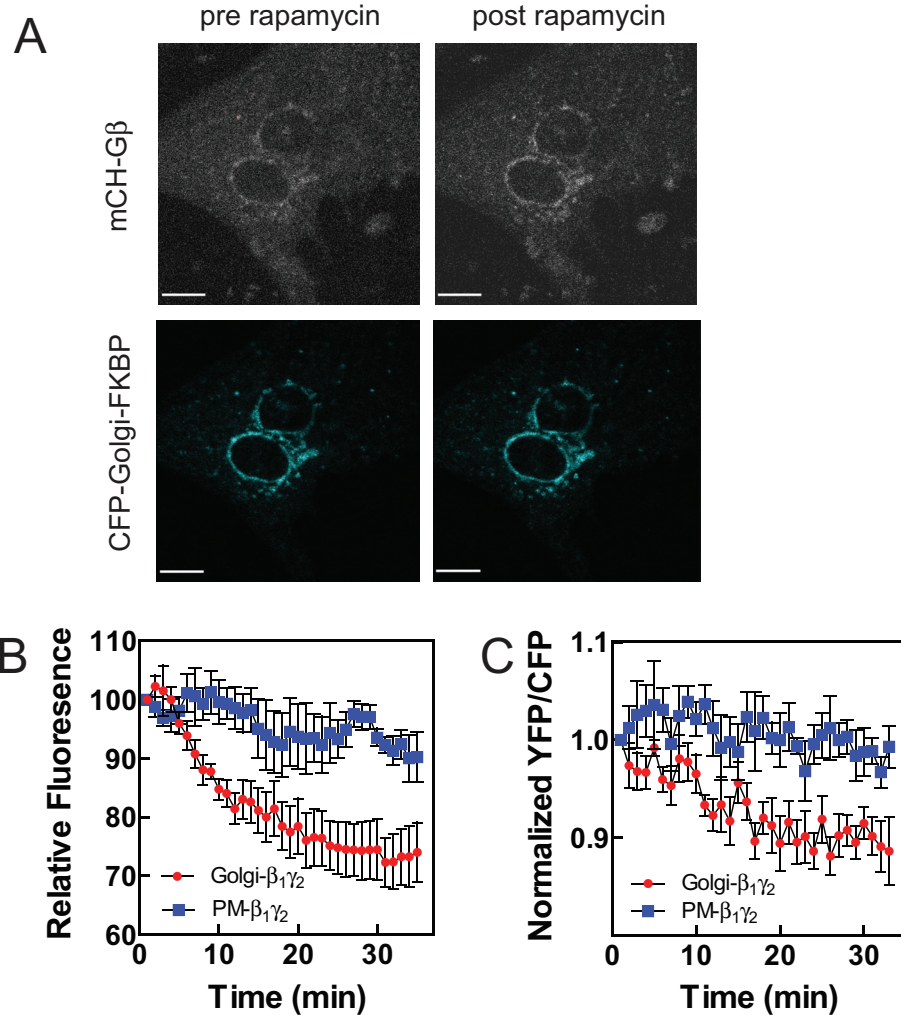 A
pre rapamycin
post rapamycin
mCH-Gβ
CFP-Golgi-FKBP
B
Relative Fluoresence
110
100
90
80
70
60
Golgi-β₁γ₂
PM-β₁γ₂
0
10
20
30
Time (min)
C
Normalized YFP/CFP
1.1
1.0
0.9
Golgi-β₁γ₂
PM-β₁γ₂
0
10
20
30
Time (min)